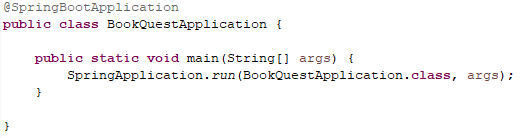 @SpringBootApplication
public class BookQuestApplication {
public static void main(String[] args) {
SpringApplication.run(BookQuestApplication.class, args);
}
}